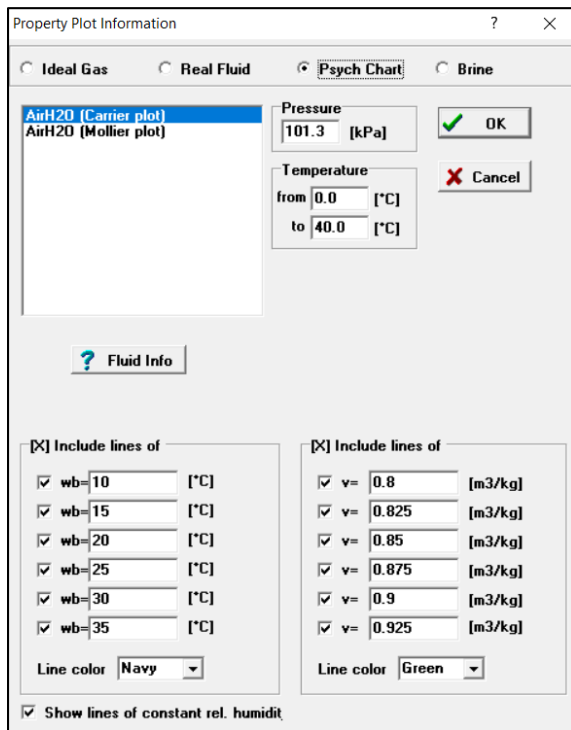 Property Plot Information ? ×
Ideal Gas Real Fluid Psych Chart Brine
AirH2O (Carrier plot)
AirH2O (Mollier plot)
Pressure
101.3 [kPa]
Temperature
from 0.0 [°C]
to 40.0 [°C]
OK
Cancel
? Fluid Info
[X] Include lines of
wb= 10 [°C]
wb= 15 [°C]
wb= 20 [°C]
wb= 25 [°C]
wb= 30 [°C]
wb= 35 [°C]
Line color Navy
[X] Include lines of
v= 0.8 [m3/kg]
v= 0.825 [m3/kg]
v= 0.85 [m3/kg]
v= 0.875 [m3/kg]
v= 0.9 [m3/kg]
v= 0.925 [m3/kg]
Line color Green
Show lines of constant rel. humidit